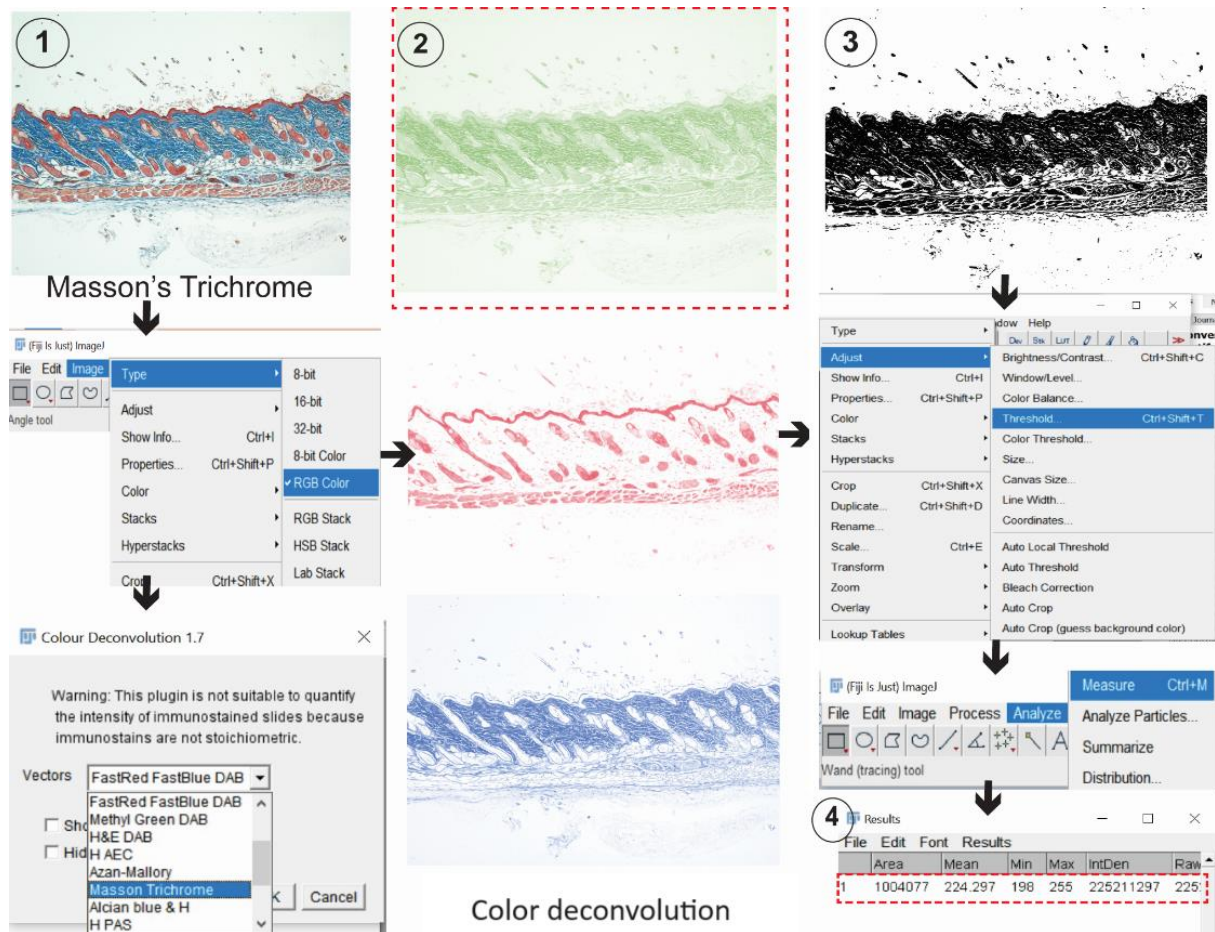 1
Masson's Trichrome
(Fiji Is Just) ImageJ
File Edit Image
Angle tool
Type
Adjust
Show Info... Ctrl+I
Properties... Ctrl+Shift+P
Color
Stacks
Hyperstacks
Crop Ctrl+Shift+X
8-bit
16-bit
32-bit
8-bit Color
RGB Color
RGB Stack
HSB Stack
Lab Stack
Colour Deconvolution 1.7
Warning: This plugin is not suitable to quantify
the intensity of immunostained slides because
immunostains are not stoichiometric.
Vectors FastRed FastBlue DAB
FastRed FastBlue DAB
Methyl Green DAB
H&E DAB
H AEC
Azan-Mallory
Masson Trichrome
Alcian blue & H
H PAS
Sho
Hid
Cancel
2
Color deconvolution
3
dow Help
Dev Stk LUT
Type
Adjust
Show Info... Ctrl+I
Properties... Ctrl+Shift+P
Color
Stacks
Hyperstacks
Crop Ctrl+Shift+X
Duplicate... Ctrl+Shift+D
Rename...
Scale... Ctrl+E
Transform
Zoom
Overlay
Lookup Tables
Brightness/Contrast... Ctrl+Shift+C
Window/Level...
Color Balance...
Threshold... Ctrl+Shift+T
Color Threshold...
Size...
Canvas Size...
Line Width...
Coordinates...
Auto Local Threshold
Auto Threshold
Bleach Correction
Auto Crop
Auto Crop (guess background color)
(Fiji Is Just) ImageJ
File Edit Image Process Analyze
Wand (tracing) tool
Measure Ctrl+M
Analyze Particles...
Summarize
Distribution...
4
Results
File Edit Font Results
Area Mean Min Max IntDen Raw
1 1004077 224.297 198 255 225211297 225